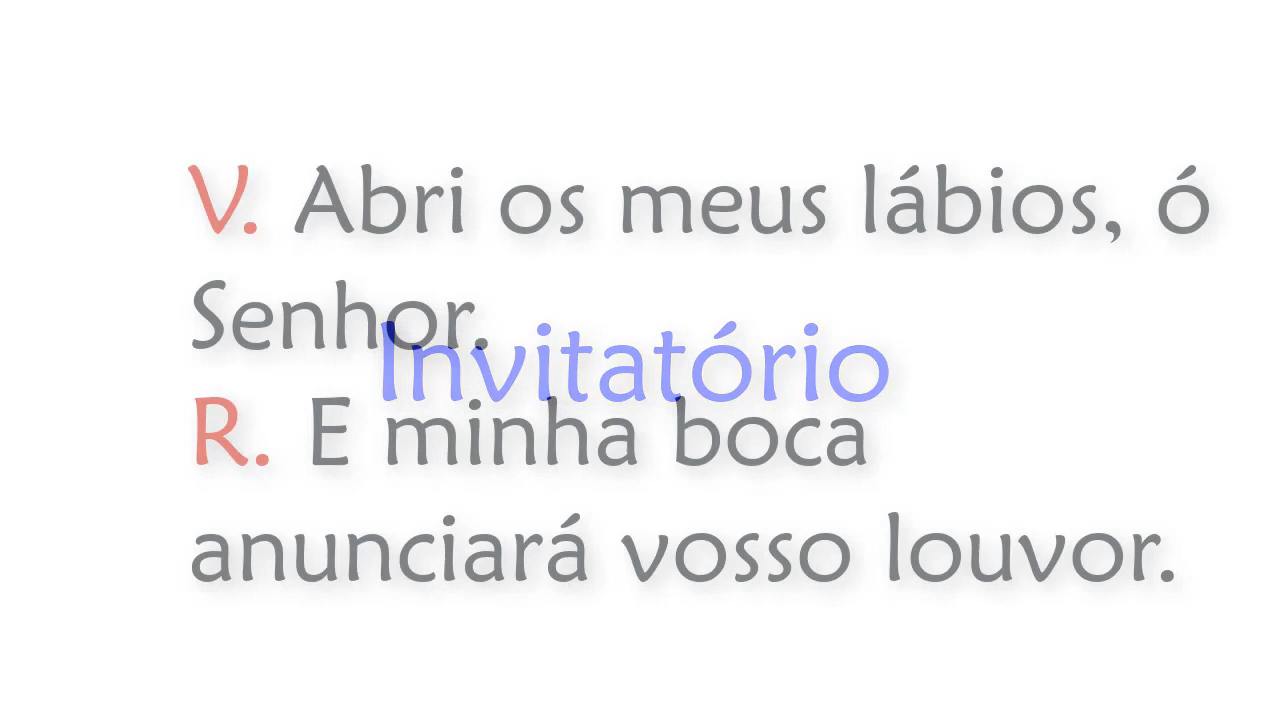 V. Abri os meus lábios, ó
Senhor.
Invitatório
R. E minha boca
anunciará vosso louvor.